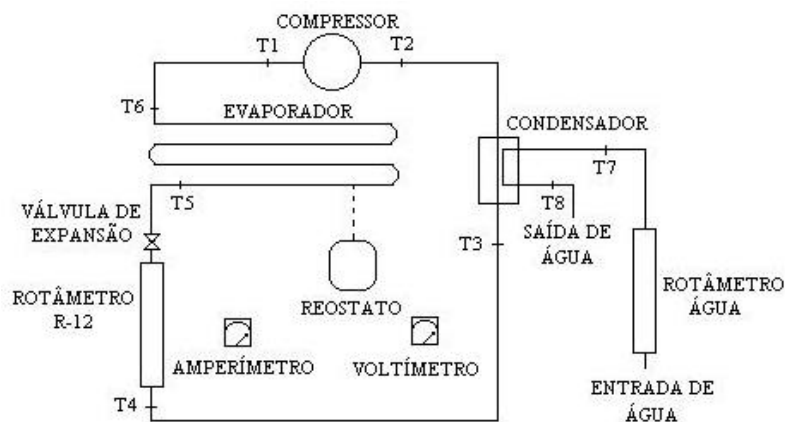 COMPRESSOR
T1
T2
T6
EVAPORADOR
CONDENSADOR
T7
T5
T8
VÁLVULA DE
EXPANSÃO
T3
SAÍDA DE
ÁGUA
ROTÂMETRO
R-12
REOSTATO
ROTÂMETRO
ÁGUA
AMPERÍMETRO
VOLTÍMETRO
ENTRADA DE
ÁGUA
T4